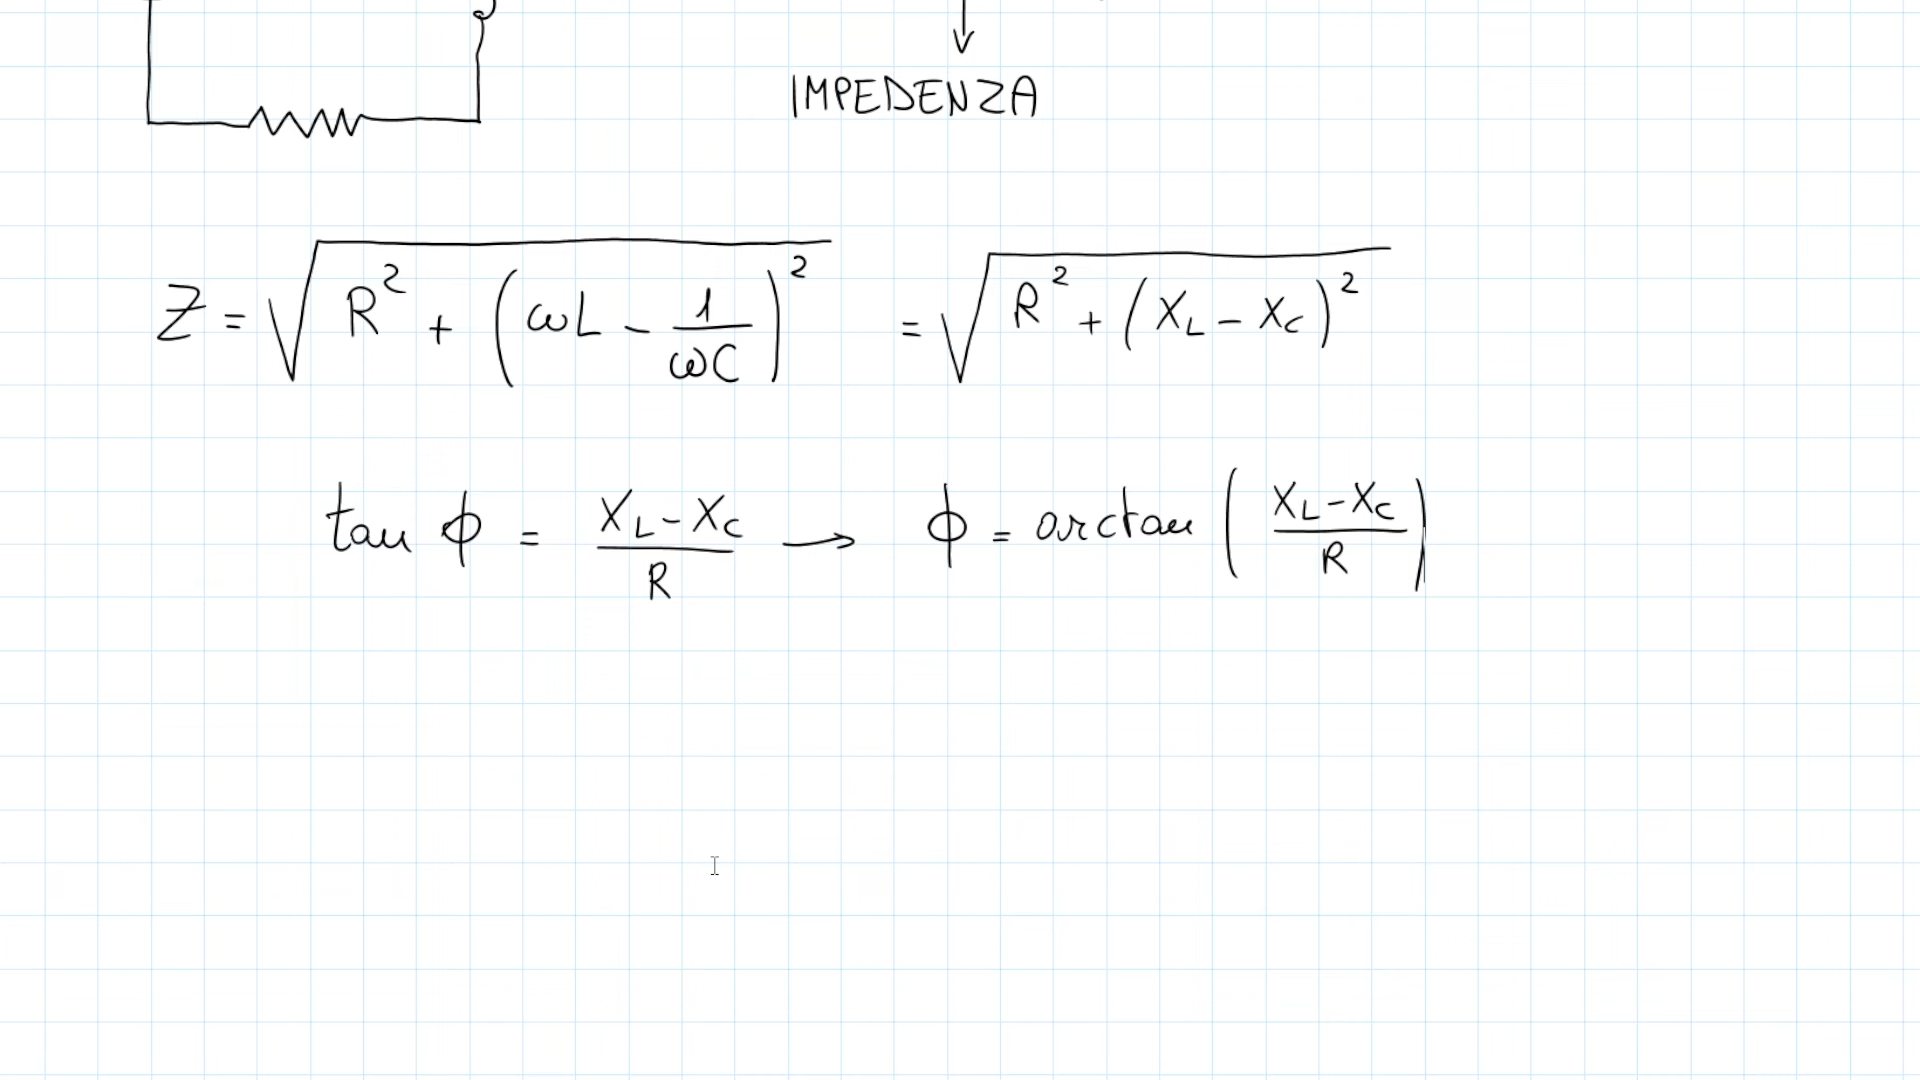 IMPEDENZA
Z = √(R² + (ωL - 1/ωC)²) = √(R² + (X_L - X_C)²)
tan ϕ = (X_L - X_C)/R → ϕ = arctan ((X_L - X_C)/R)